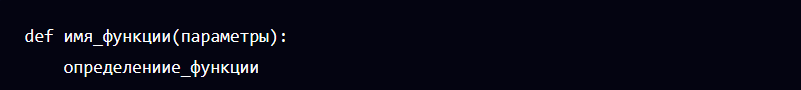 def имя_функции(параметры):
определениие_функции